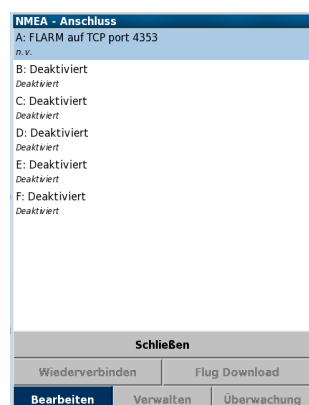 NMEA - Anschluss
A: FLARM auf TCP port 4353
n.v.
B: Deaktiviert
Deaktiviert
C: Deaktiviert
Deaktiviert
D: Deaktiviert
Deaktiviert
E: Deaktiviert
Deaktiviert
F: Deaktiviert
Deaktiviert
Schließen
Wiederverbinden Flug Download
Bearbeiten Verwalten Überwachung